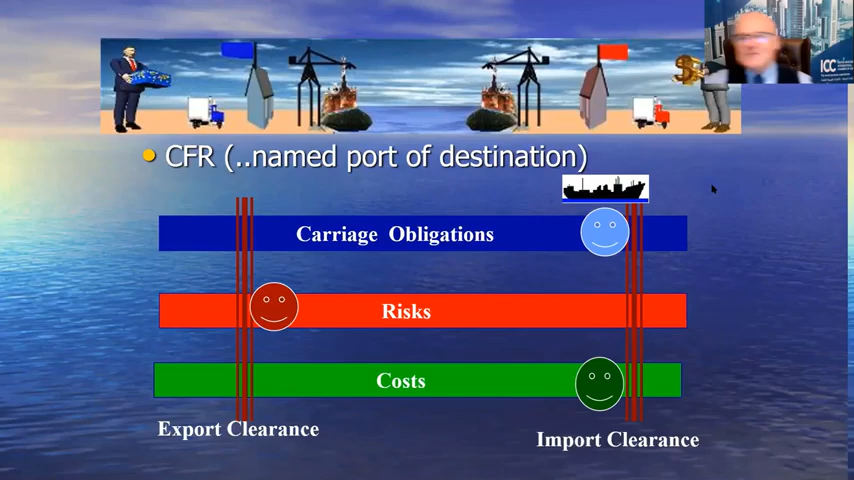 ICC
CFR (..named port of destination)
Carriage Obligations
Risks
Costs
Export Clearance
Import Clearance